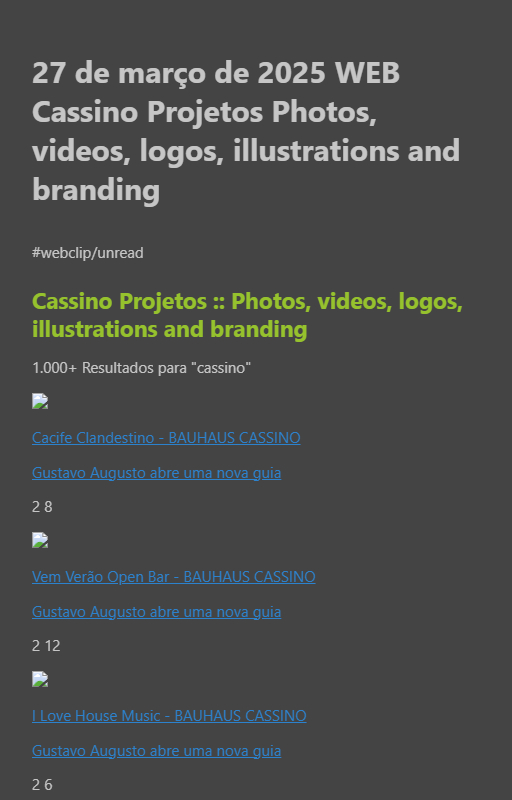 27 de março de 2025 WEB
Cassino Projetos Photos,
videos, logos, illustrations and
branding
#webclip/unread
Cassino Projetos :: Photos, videos, logos,
illustrations and branding
1.000+ Resultados para "cassino"
Cacife Clandestino - BAUHAUS CASSINO
Gustavo Augusto abre uma nova guia
2 8
Vem Verão Open Bar - BAUHAUS CASSINO
Gustavo Augusto abre uma nova guia
2 12
I Love House Music - BAUHAUS CASSINO
Gustavo Augusto abre uma nova guia
2 6